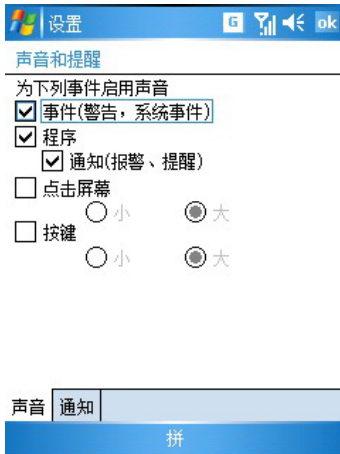 设置 G ok
声音和提醒
为下列事件启用声音
事件(警告，系统事件)
程序
通知(报警、提醒)
点击屏幕
小 大
按键
小 大
声音 通知
拼